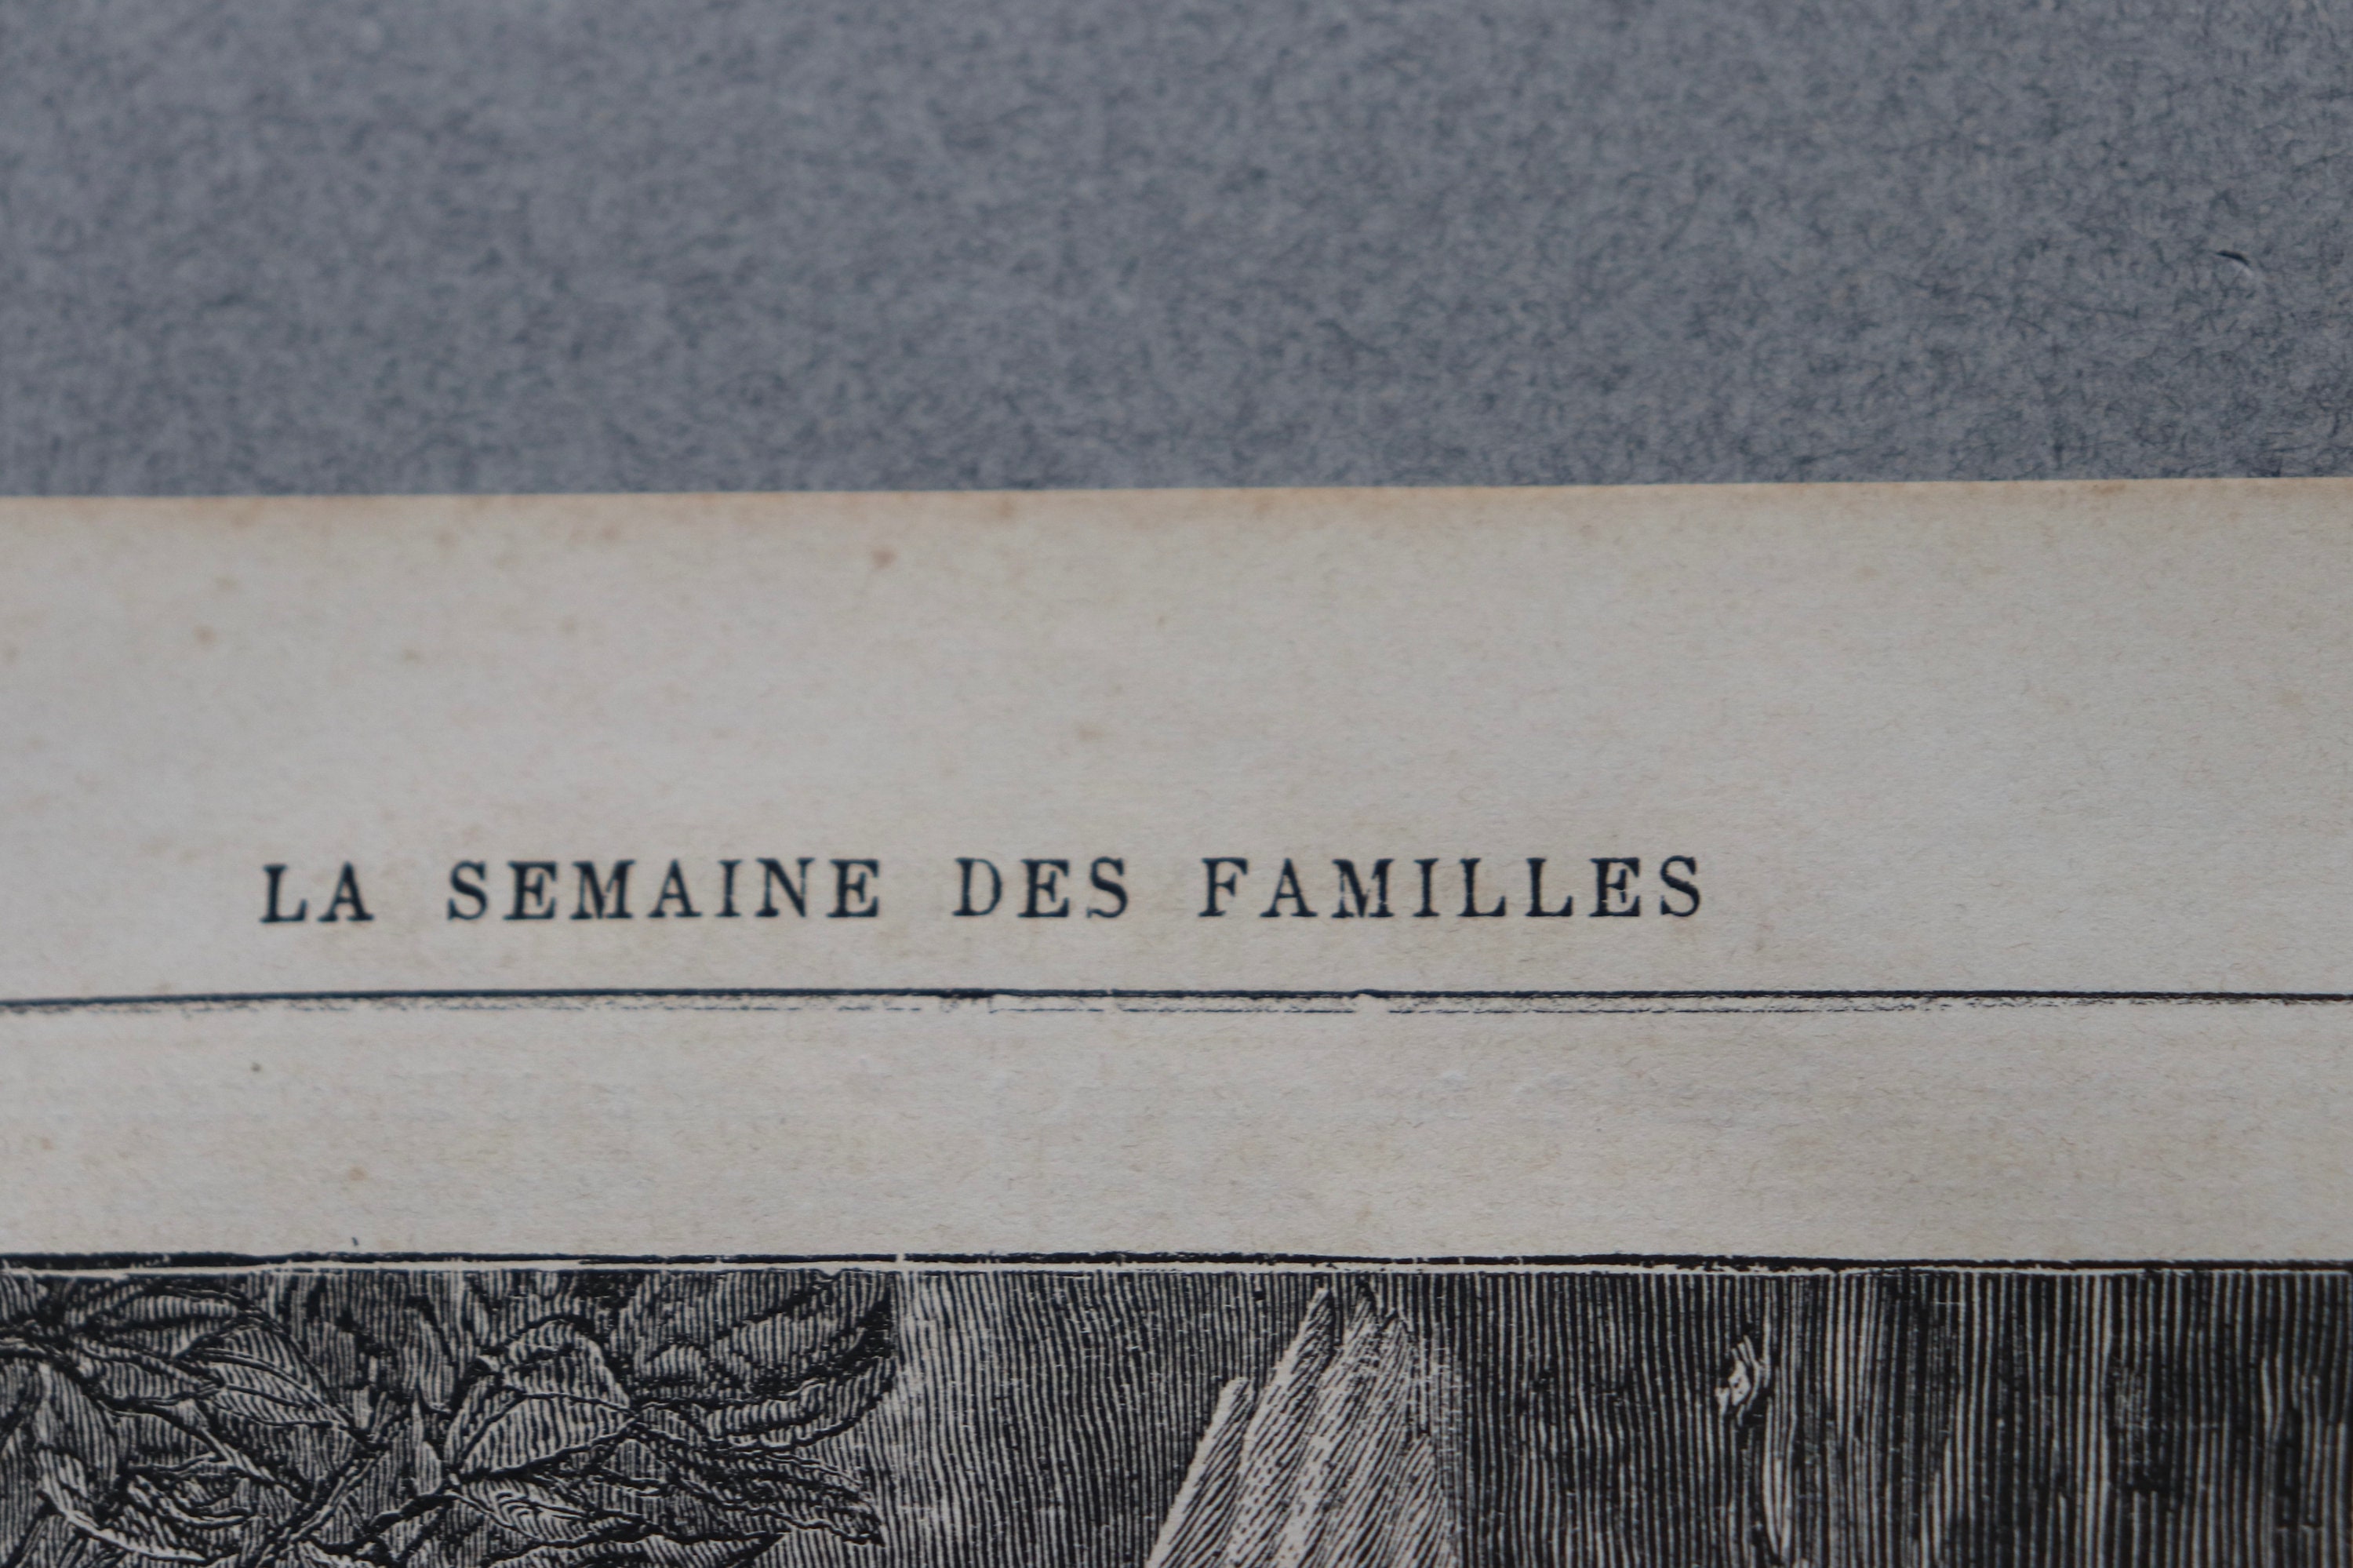 LA SEMAINE DES FAMILLES